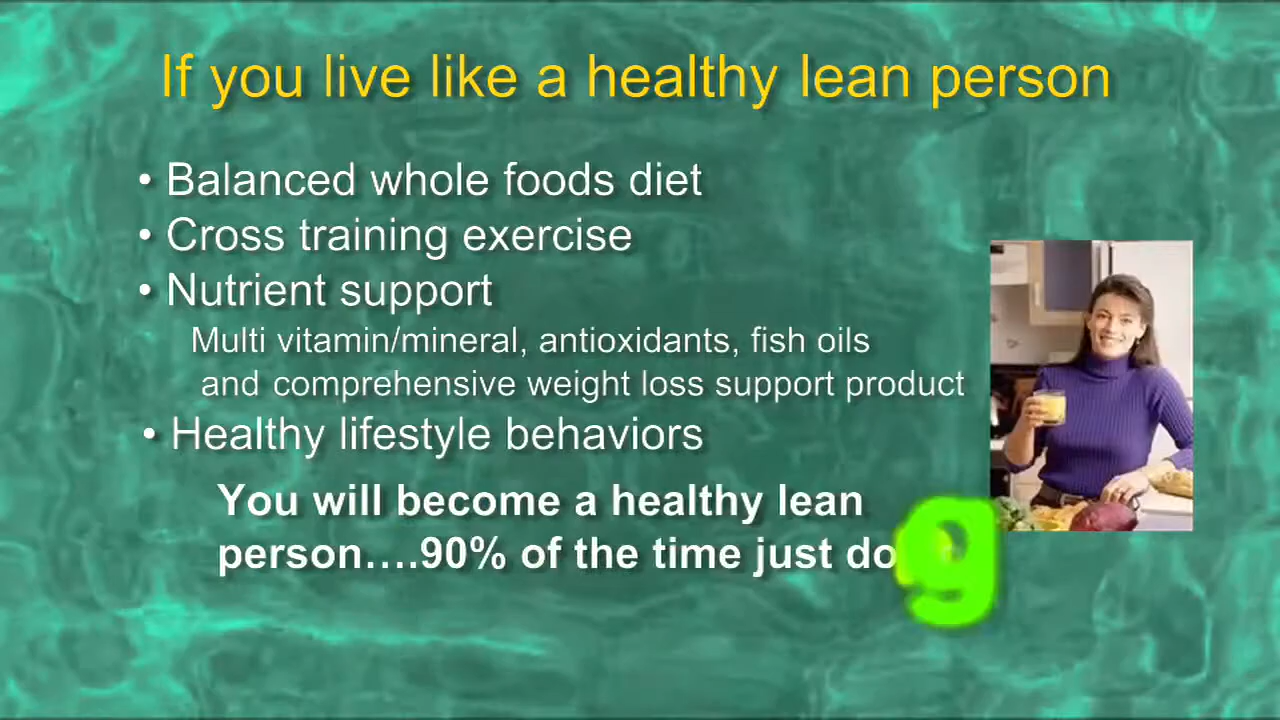 If you live like a healthy lean person
• Balanced whole foods diet
• Cross training exercise
• Nutrient support
Multi vitamin/mineral, antioxidants, fish oils
and comprehensive weight loss support product
• Healthy lifestyle behaviors
You will become a healthy lean
person....90% of the time just do
g